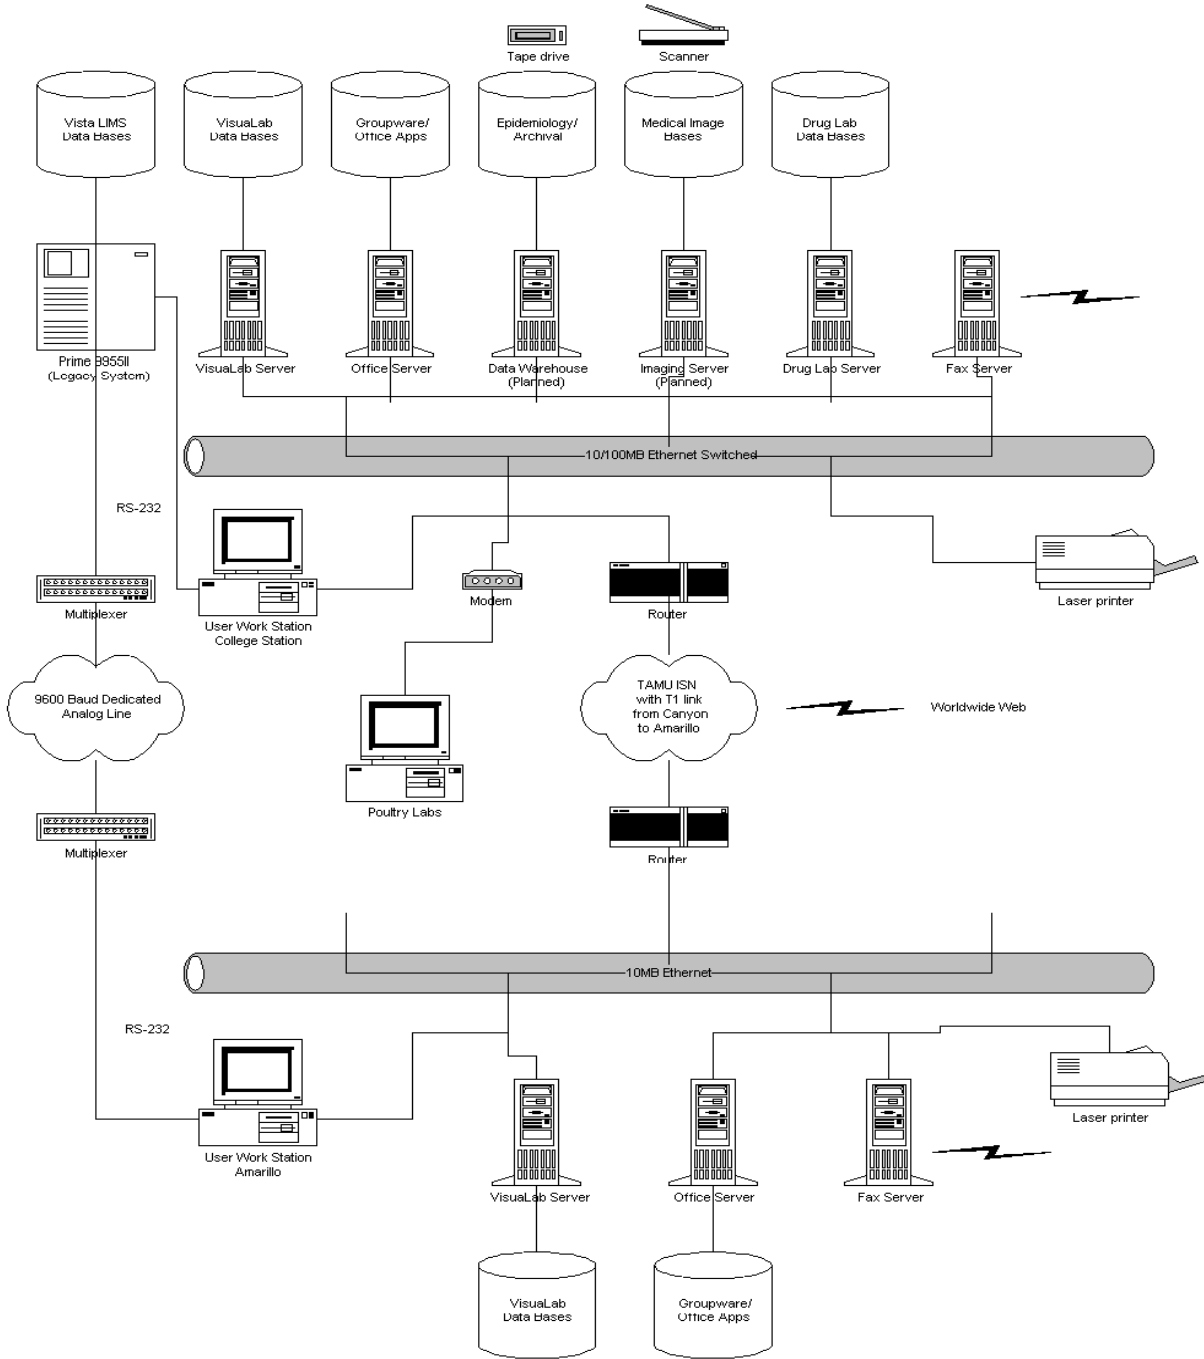 Tape drive
Scanner
Vista LIMS
Data Bases
VisuaLab
Data Bases
Groupware/
Office Apps
Epidemiology/
Archival
Medical Image
Bases
Drug Lab
Data Bases
Prime 9955II
(Legacy System)
VisuaLab Server
Office Server
Data Warehouse
(Planned)
Imaging Server
(Planned)
Drug Lab Server
Fax Server
10/100MB Ethernet Switched
RS-232
Multiplexer
User Work Station
College Station
Modem
Router
Laser printer
9600 Baud Dedicated
Analog Line
TAMU ISN
with T1 link
from Canyon
to Amarillo
Worldwide Web
Poultry Labs
Multiplexer
Router
10MB Ethernet
RS-232
User Work Station
Amarillo
VisuaLab Server
Office Server
Fax Server
Laser printer
VisuaLab
Data Bases
Groupware/
Office Apps